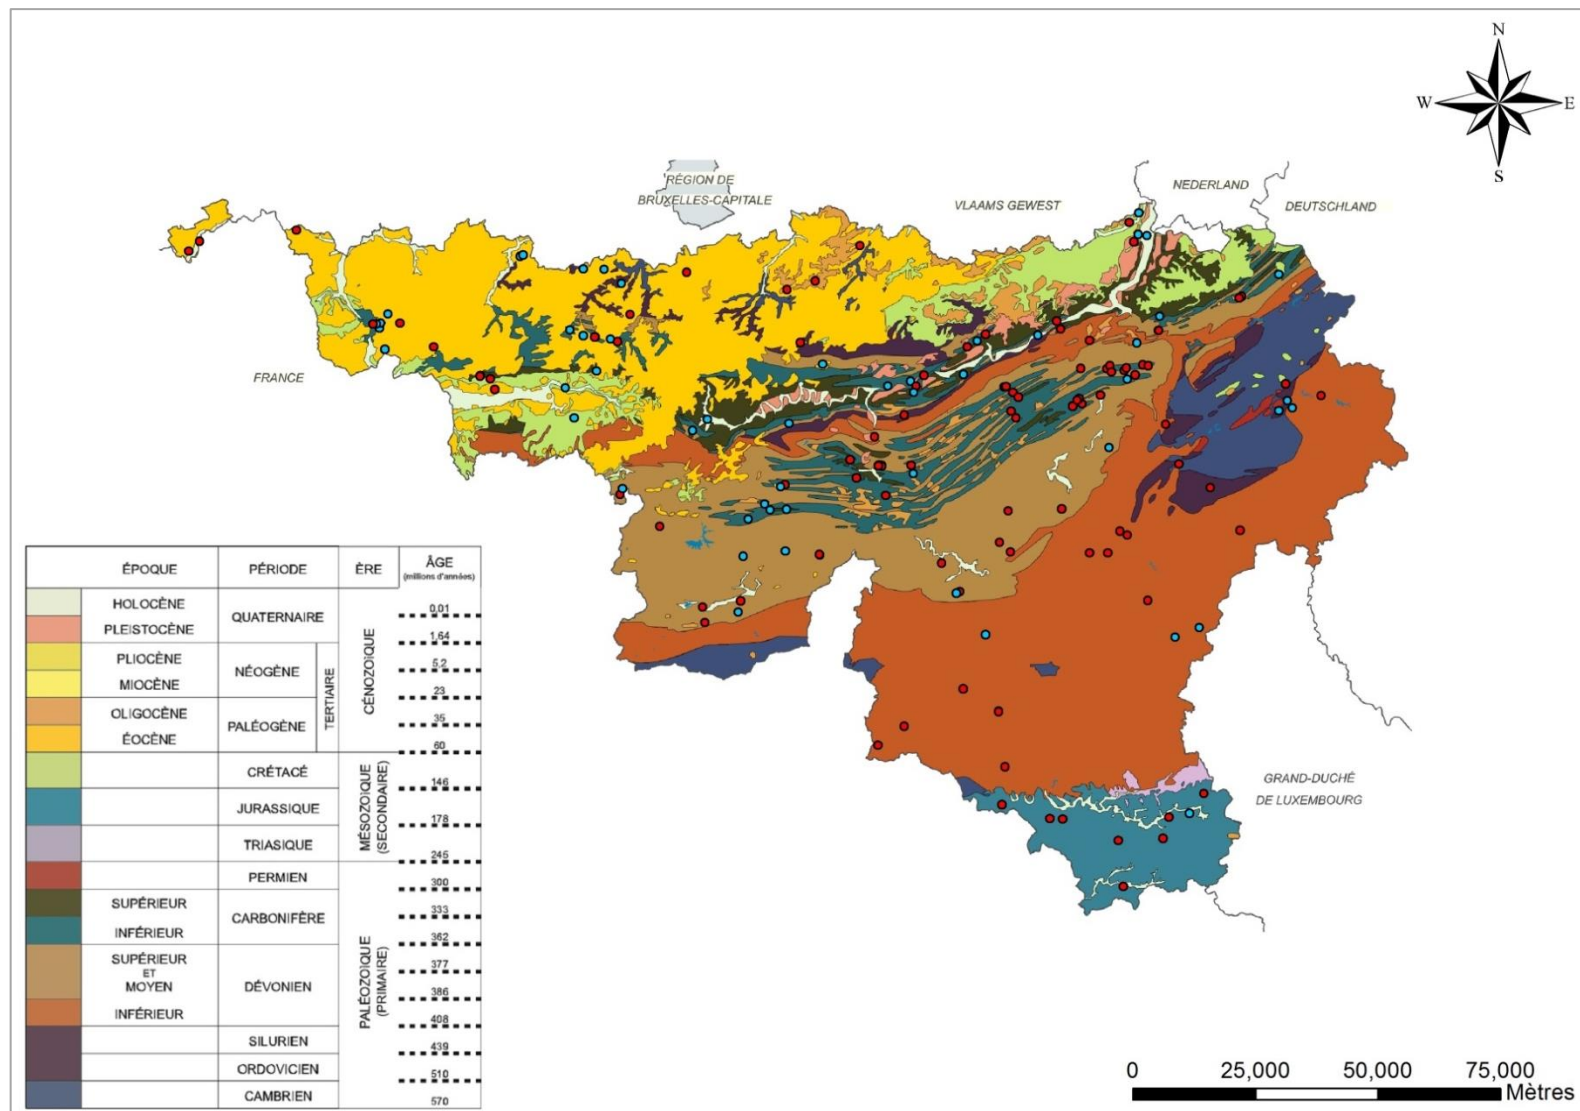 N
W E
S
RÉGION DE
BRUXELLES-CAPITALE
VLAAMS GEWEST
NEDERLAND
DEUTSCHLAND
FRANCE
GRAND-DUCHÉ
DE LUXEMBOURG
ÉPOQUE PÉRIODE ÈRE ÂGE
(millions d'années)
HOLOCÈNE
QUATERNAIRE
0,01
PLEISTOCÈNE
1,64
PLIOCÈNE
NÉOGÈNE
5,2
MIOCÈNE
23
TERTIAIRE
CÉNOZOÏQUE
OLIGOCÈNE
PALÉOGÈNE
35
ÉOCÈNE
60
CRÉTACÉ
146
JURASSIQUE
178
MÉSOZOÏQUE
(SECONDAIRE)
TRIASIQUE
245
PERMIEN
300
SUPÉRIEUR
CARBONIFÈRE
333
INFÉRIEUR
362
SUPÉRIEUR
ET
MOYEN
377
DÉVONIEN
386
INFÉRIEUR
408
PALÉOZOÏQUE
(PRIMAIRE)
SILURIEN
439
ORDOVICIEN
510
CAMBRIEN
570
0 25,000 50,000 75,000
Mètres